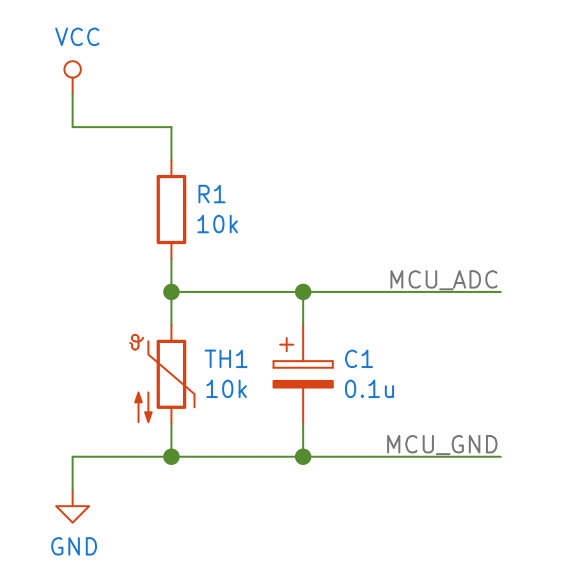 VCC
R1
10k
MCU_ADC
+
ϑ
TH1
10k
C1
0.1u
MCU_GND
GND